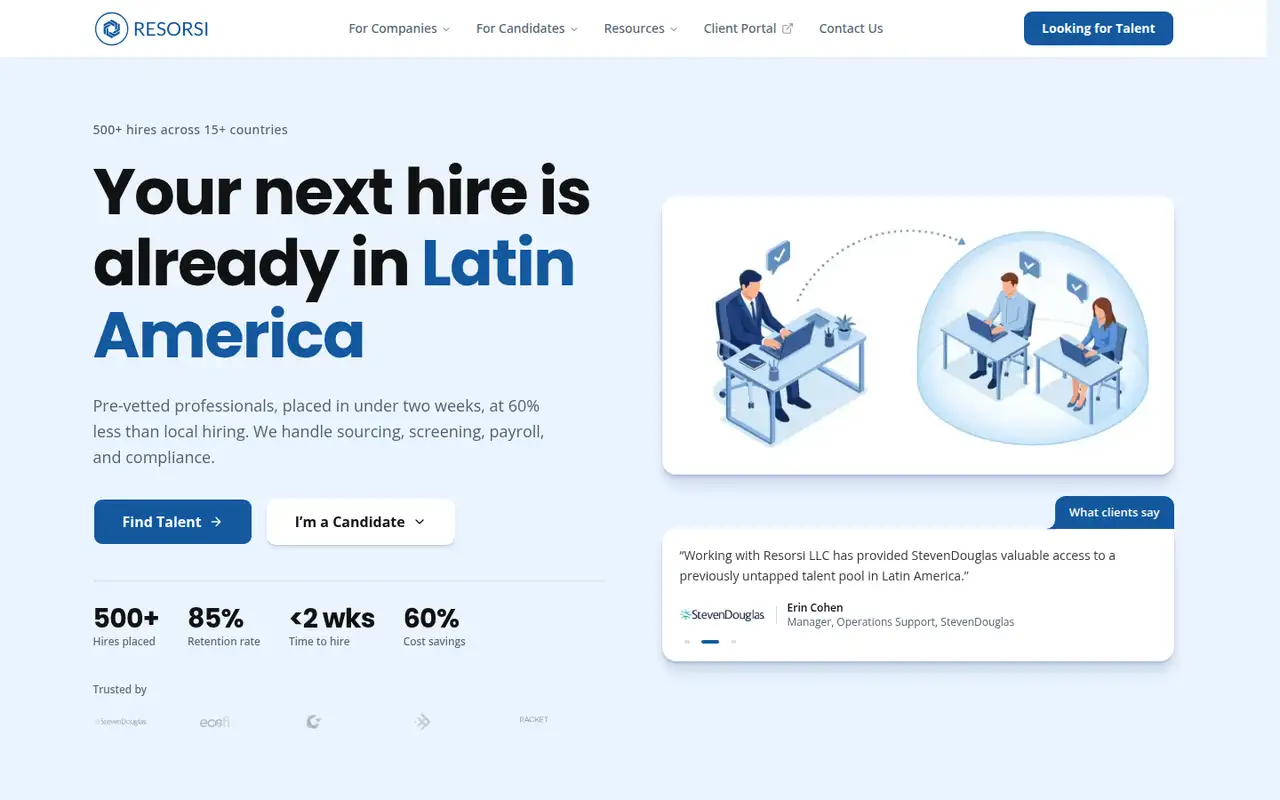 RESORSI
For Companies
For Candidates
Resources
Client Portal
Contact Us
Looking for Talent
500+ hires across 15+ countries
Your next hire is
already in Latin
America
Pre-vetted professionals, placed in under two weeks, at 60%
less than local hiring. We handle sourcing, screening, payroll,
and compliance.
Find Talent
I’m a Candidate
500+
Hires placed
85%
Retention rate
<2 wks
Time to hire
60%
Cost savings
Trusted by
StevenDouglas
ecofi
RACKET
What clients say
“Working with Resorsi LLC has provided StevenDouglas valuable access to a
previously untapped talent pool in Latin America.”
StevenDouglas
Erin Cohen
Manager, Operations Support, StevenDouglas